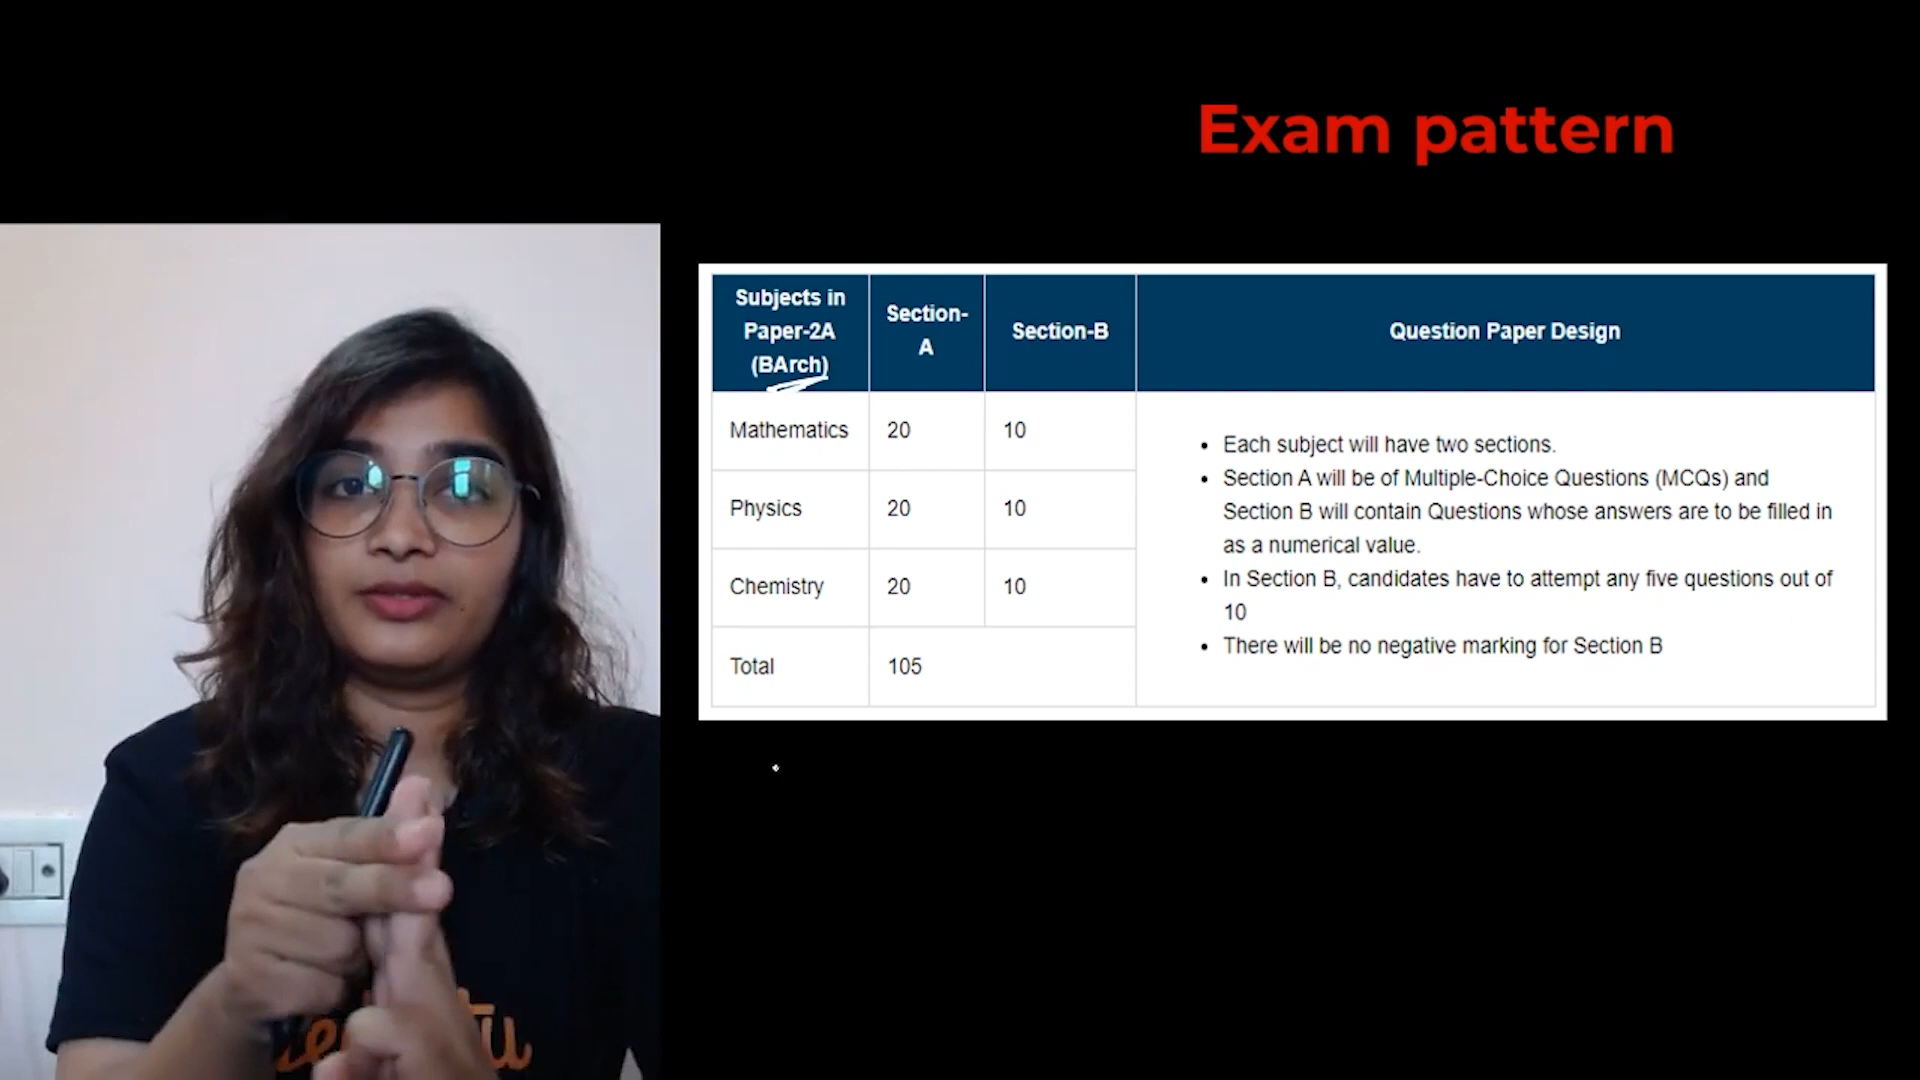 Exam pattern
Subjects in
Paper-2A
(BArch)
Section-
A
Section-B
Question Paper Design
Mathematics 20 10
Physics 20 10
Chemistry 20 10
Total 105
• Each subject will have two sections.
• Section A will be of Multiple-Choice Questions (MCQs) and
Section B will contain Questions whose answers are to be filled in
as a numerical value.
• In Section B, candidates have to attempt any five questions out of
10
• There will be no negative marking for Section B